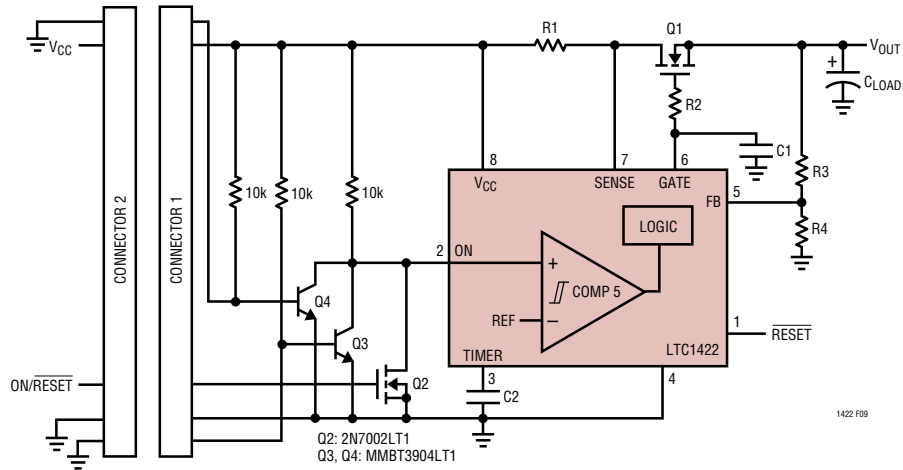 R1
Q1
VOUT
VCC
+
CLOAD
R2
C1
8
7
6
VCC
SENSE
GATE
5
FB
R3
R4
10k
10k
10k
LOGIC
CONNECTOR 2
CONNECTOR 1
2
ON
+
COMP 5
REF
−
Q4
Q3
1
RESET
TIMER
LTC1422
3
4
ON/RESET
Q2
C2
1422 F09
Q2: 2N7002LT1
Q3, Q4: MMBT3904LT1